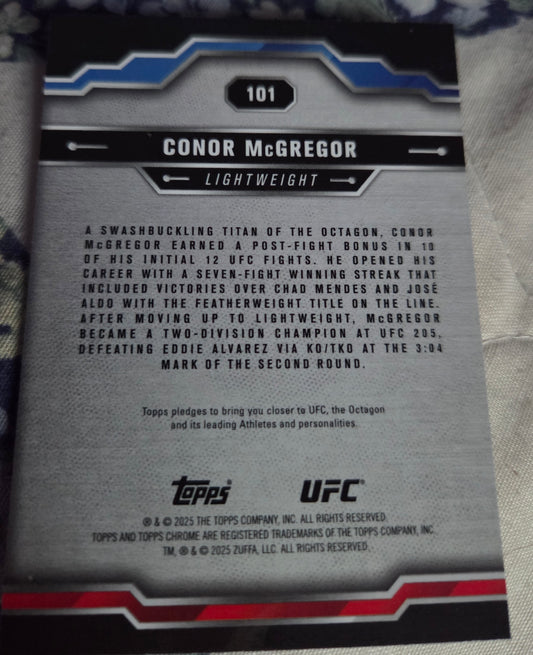 101
CONOR McGREGOR
LIGHTWEIGHT
A SWASHBUCKLING TITAN OF THE OCTAGON, CONOR
McGREGOR EARNED A POST-FIGHT BONUS IN 10
OF HIS INITIAL 12 UFC FIGHTS. HE OPENED HIS
CAREER WITH A SEVEN-FIGHT WINNING STREAK THAT
INCLUDED VICTORIES OVER CHAD MENDES AND JOSÉ
ALDO WITH THE FEATHERWEIGHT TITLE ON THE LINE.
AFTER MOVING UP TO LIGHTWEIGHT, McGREGOR
BECAME A TWO-DIVISION CHAMPION AT UFC 205,
DEFEATING EDDIE ALVAREZ VIA KO/TKO AT THE 3:04
MARK OF THE SECOND ROUND.
Topps pledges to bring you closer to UFC, the Octagon
and its leading Athletes and personalities.
Topps® UFC®
® & © 2025 THE TOPPS COMPANY, INC. ALL RIGHTS RESERVED.
TOPPS AND TOPPS CHROME ARE REGISTERED TRADEMARKS OF THE TOPPS COMPANY, INC.
TM, ® & © 2025 ZUFFA, LLC. ALL RIGHTS RESERVED.